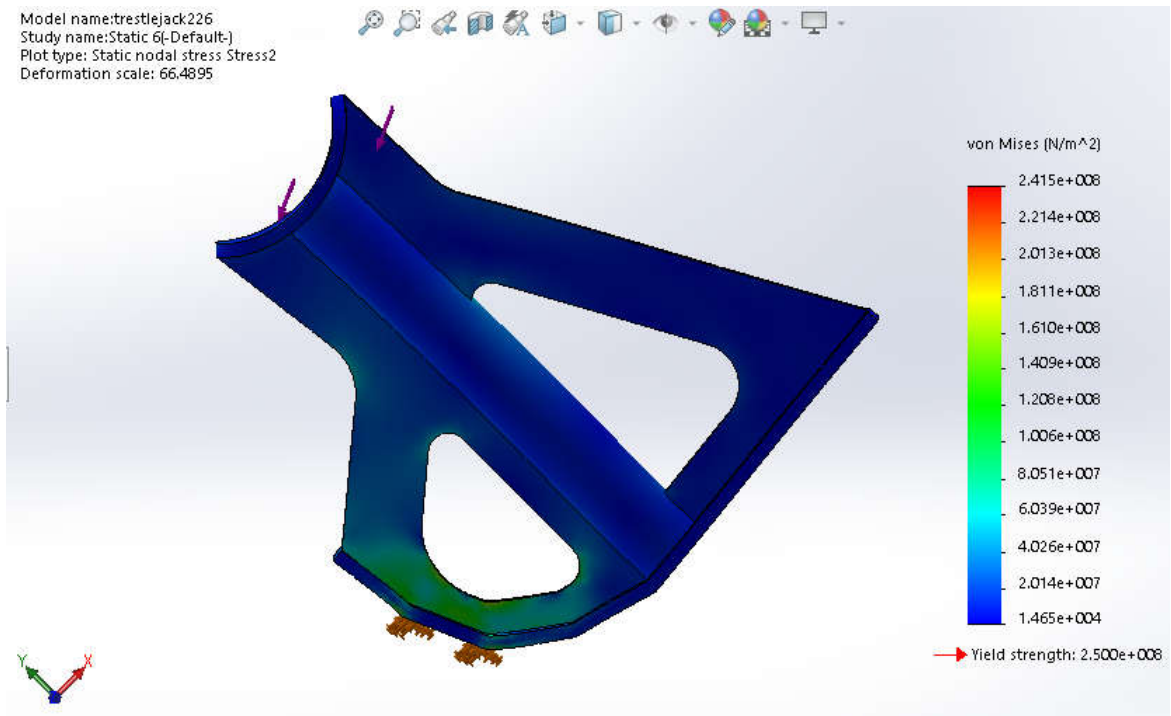 Model name:trestlejack226
Study name:Static 6(-Default-)
Plot type: Static nodal stress Stress2
Deformation scale: 66.4895
von Mises (N/m^2)
2.415e+008
2.214e+008
2.013e+008
1.811e+008
1.610e+008
1.409e+008
1.208e+008
1.006e+008
8.051e+007
6.039e+007
4.026e+007
2.014e+007
1.465e+004
Yield strength: 2.500e+008
Y
X